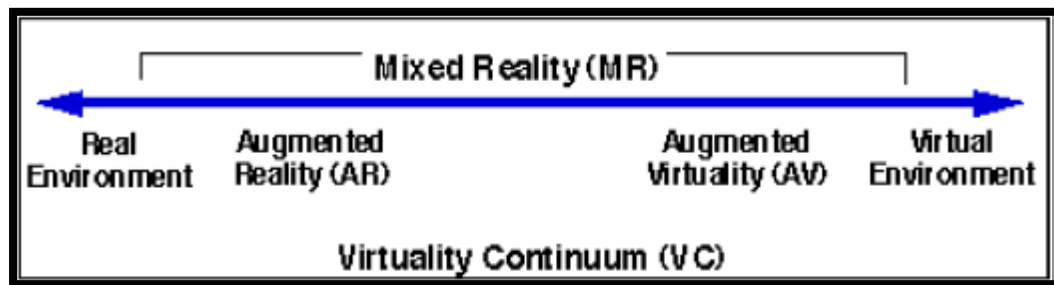 Mixed Reality (MR)
Real Environment
Augmented Reality (AR)
Augmented Virtuality (AV)
Virtual Environment
Virtuality Continuum (VC)